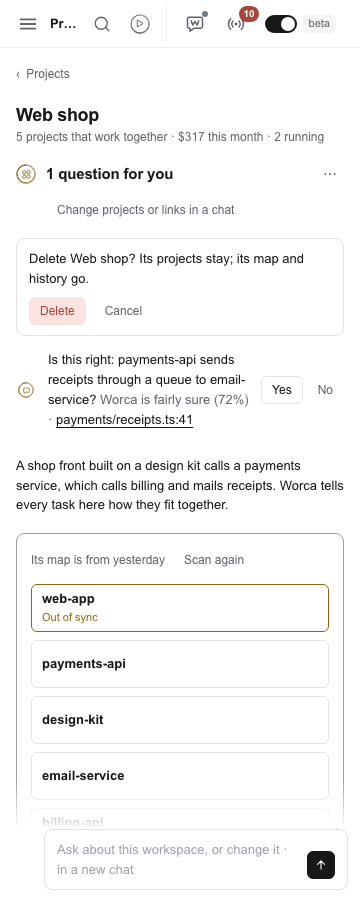 Pr…
10
beta
‹ Projects
Web shop
5 projects that work together · $317 this month · 2 running
1 question for you
Change projects or links in a chat
Delete Web shop? Its projects stay; its map and
history go.
Delete Cancel
Is this right: payments-api sends
receipts through a queue to email-
service? Worca is fairly sure (72%)
· payments/receipts.ts:41
Yes No
A shop front built on a design kit calls a payments
service, which calls billing and mails receipts. Worca tells
every task here how they fit together.
Its map is from yesterday Scan again
web-app
Out of sync
payments-api
design-kit
email-service
billing-api
Ask about this workspace, or change it ·
in a new chat